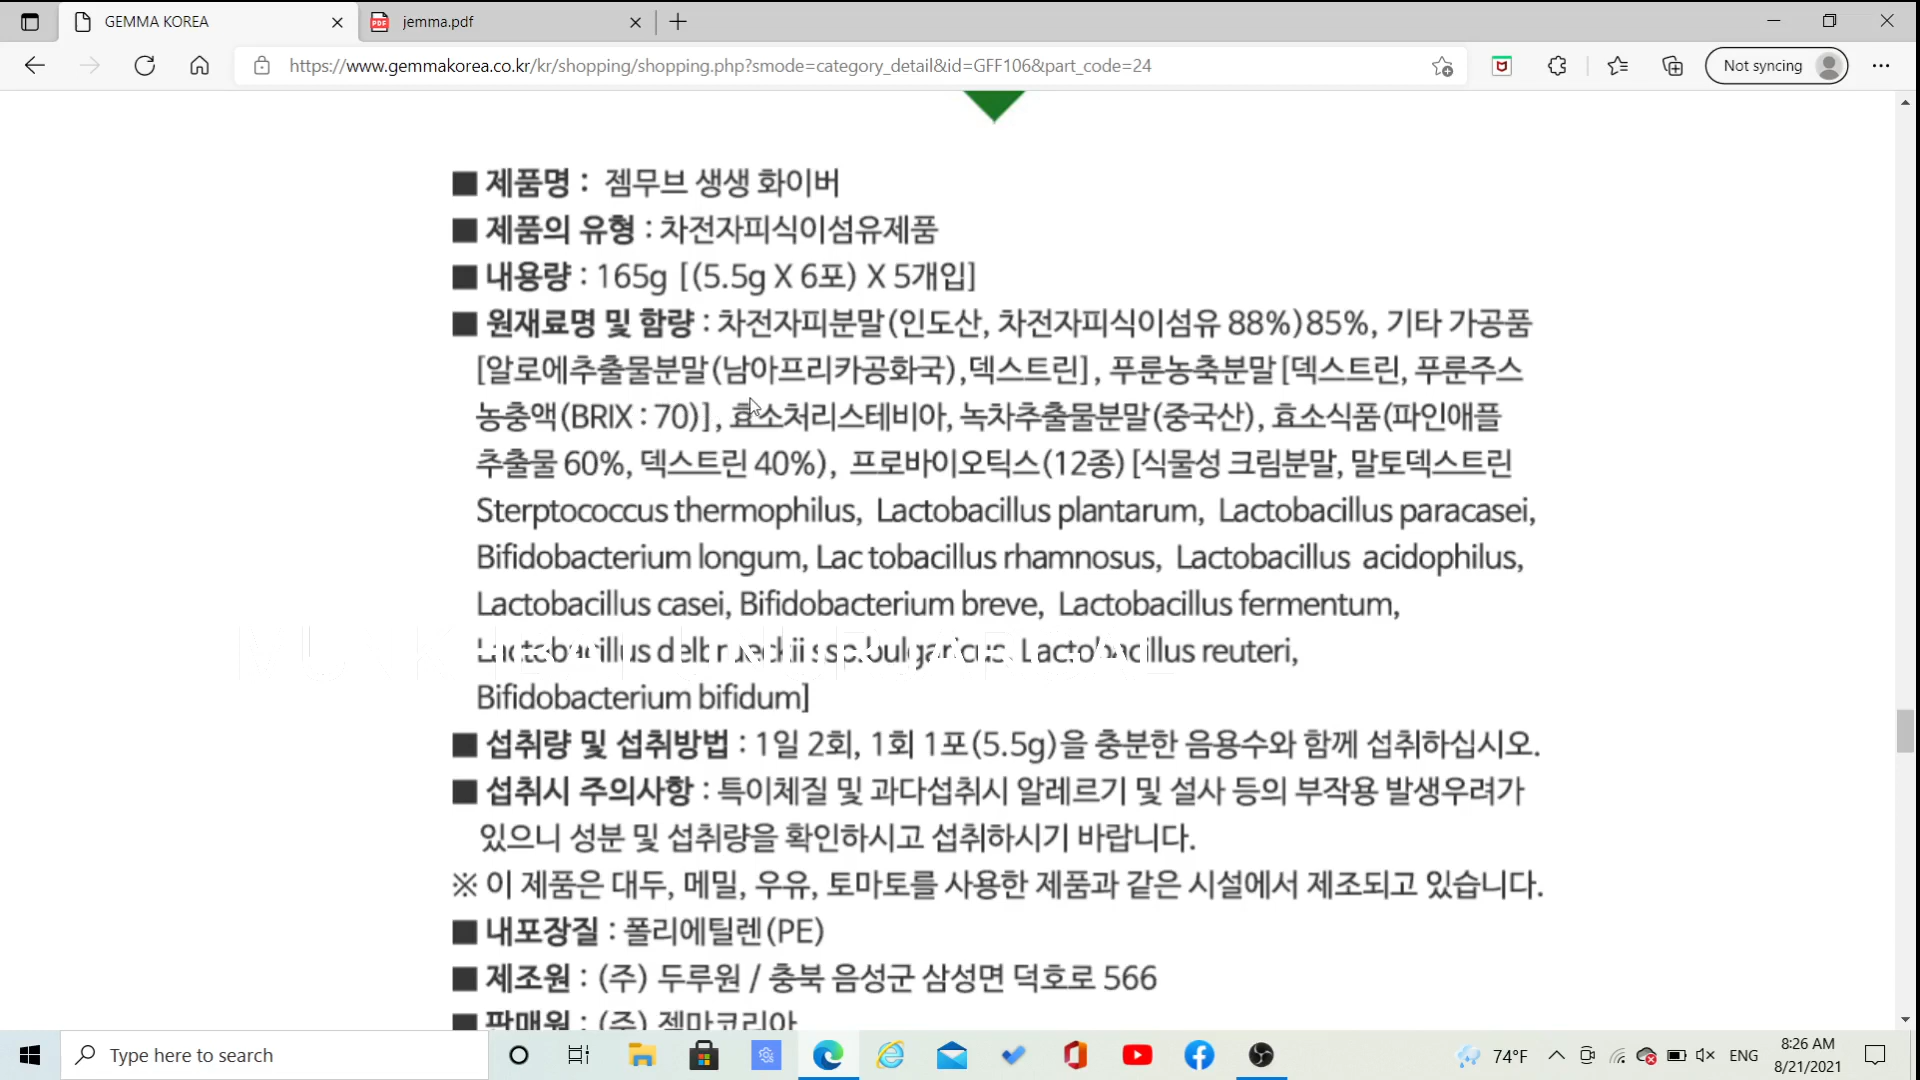 GEMMA KOREA
jemma.pdf
https://www.gemmakorea.co.kr/kr/shopping/shopping.php?smode=category_detail&id=GFF106&part_code=24
Not syncing
■ 제품명 : 젬무브 생생 화이버
■ 제품의 유형 : 차전자피식이섬유제품
■ 내용량 : 165g [(5.5g X 6포) X 5개입]
■ 원재료명 및 함량 : 차전자피분말(인도산, 차전자피식이섬유 88%)85%, 기타 가공품
[알로에추출물분말(남아프리카공화국),덱스트린], 푸룬농축분말[덱스트린, 푸룬주스
농충액(BRIX : 70)], 효소처리스테비아, 녹차추출물분말(중국산), 효소식품(파인애플
추출물 60%, 덱스트린 40%), 프로바이오틱스(12종)[식물성 크림분말, 말토덱스트린
Sterptococcus thermophilus, Lactobacillus plantarum, Lactobacillus paracasei,
Bifidobacterium longum, Lac tobacillus rhamnosus, Lactobacillus acidophilus,
Lactobacillus casei, Bifidobacterium breve, Lactobacillus fermentum,
Lactobacillus delbrueckii ssp. bulgaricus, Lactobacillus reuteri,
Bifidobacterium bifidum]
■ 섭취량 및 섭취방법 : 1일 2회, 1회 1포(5.5g)을 충분한 음용수와 함께 섭취하십시오.
■ 섭취시 주의사항 : 특이체질 및 과다섭취시 알레르기 및 설사 등의 부작용 발생우려가
있으니 성분 및 섭취량을 확인하시고 섭취하시기 바랍니다.
※ 이 제품은 대두, 메밀, 우유, 토마토를 사용한 제품과 같은 시설에서 제조되고 있습니다.
■ 내포장질 : 폴리에틸렌(PE)
■ 제조원 : (주) 두루원 / 충북 음성군 삼성면 덕호로 566
■ 판매원 : (주) 젬마코리아
Type here to search
74°F
ENG
8:26 AM
8/21/2021